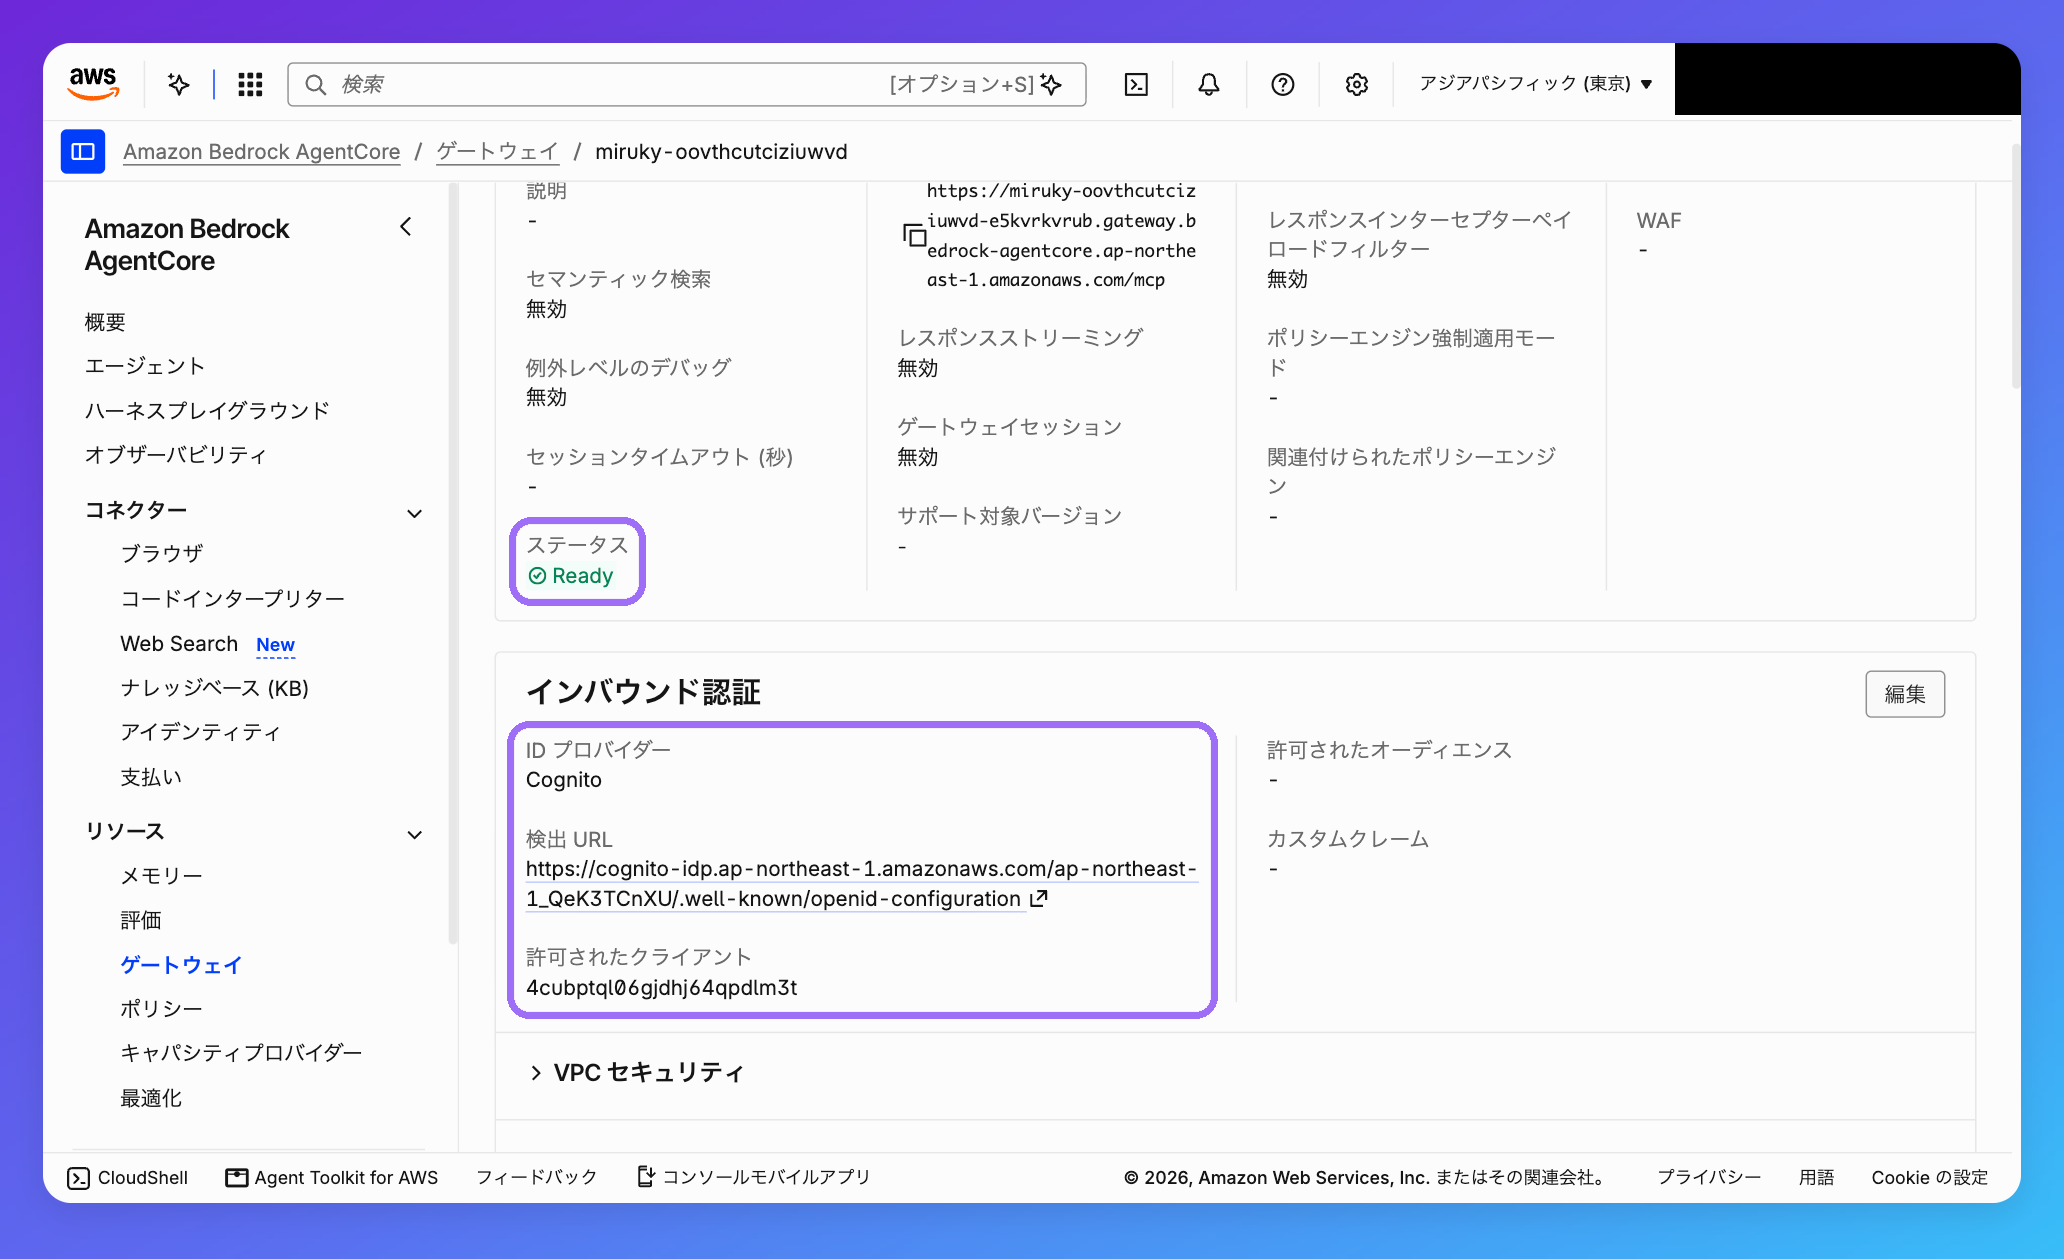 aws
検索
[オプション+S]
アジアパシフィック (東京)
Amazon Bedrock AgentCore / ゲートウェイ / miruky-oovthcutciziuwvd
Amazon Bedrock
AgentCore
概要
エージェント
ハーネスプレイグラウンド
オブザーバビリティ
コネクター
ブラウザ
コードインタープリター
Web Search New
ナレッジベース (KB)
アイデンティティ
支払い
リソース
メモリー
評価
ゲートウェイ
ポリシー
キャパシティプロバイダー
最適化
説明
-
セマンティック検索
無効
例外レベルのデバッグ
無効
セッションタイムアウト (秒)
-
ステータス
Ready
https://miruky-oovthcutciz
iuwvd-e5kvrkvrub.gateway.b
edrock-agentcore.ap-northe
ast-1.amazonaws.com/mcp
レスポンスストリーミング
無効
ゲートウェイセッション
無効
サポート対象バージョン
-
レスポンスインターセプターペイ
ロードフィルター
無効
ポリシーエンジン強制適用モー
ド
-
関連付けられたポリシーエンジ
ン
-
WAF
-
インバウンド認証
編集
ID プロバイダー
Cognito
検出 URL
https://cognito-idp.ap-northeast-1.amazonaws.com/ap-northeast-
1_QeK3TCnXU/.well-known/openid-configuration
許可されたクライアント
4cubptql06gjdhj64qpdlm3t
許可されたオーディエンス
-
カスタムクレーム
-
VPC セキュリティ
CloudShell
Agent Toolkit for AWS
フィードバック
コンソールモバイルアプリ
© 2026, Amazon Web Services, Inc. またはその関連会社。
プライバシー
用語
Cookie の設定